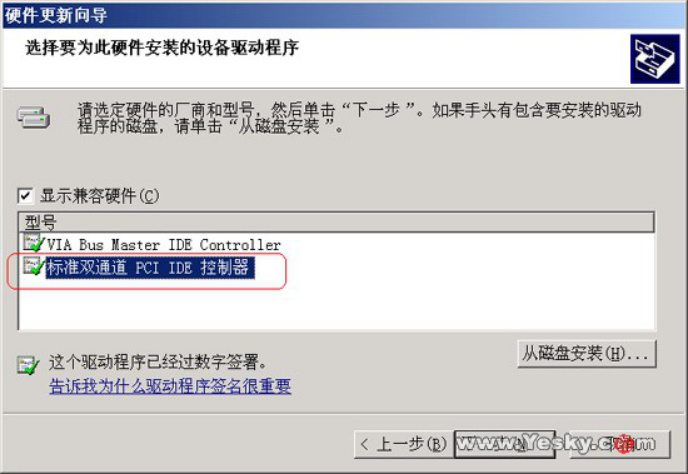 硬件更新向导
选择要为此硬件安装的设备驱动程序
请选定硬件的厂商和型号，然后单击“下一步”。如果手头有包含要安装的驱动
程序的磁盘，请单击“从磁盘安装”。
显示兼容硬件(C)
型号
VIA Bus Master IDE Controller
标准双通道 PCI IDE 控制器
这个驱动程序已经过数字签署。
告诉我为什么驱动程序签名很重要
从磁盘安装(H)...
< 上一步(B)
www.Yesky.com